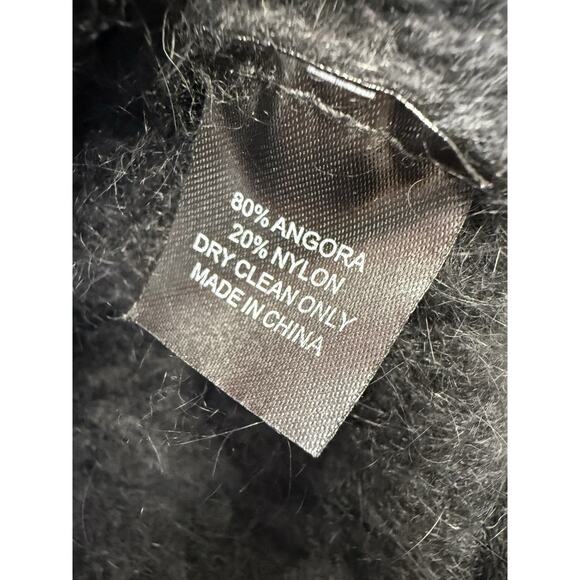 80% ANGORA
20% NYLON
DRY CLEAN ONLY
MADE IN CHINA